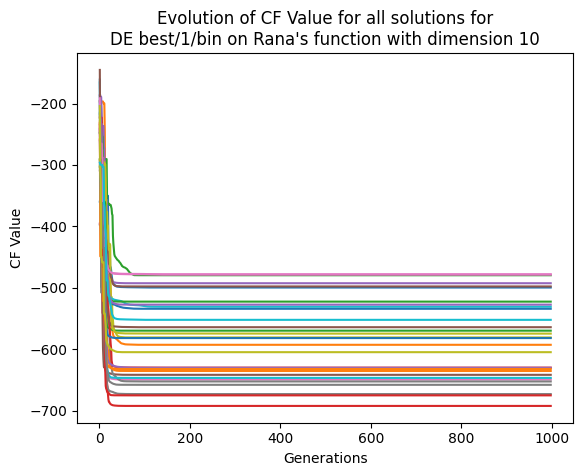 Evolution of CF Value for all solutions for
DE best/1/bin on Rana's function with dimension 10
CF Value
−200
−300
−400
−500
−600
−700
0 200 400 600 800 1000
Generations